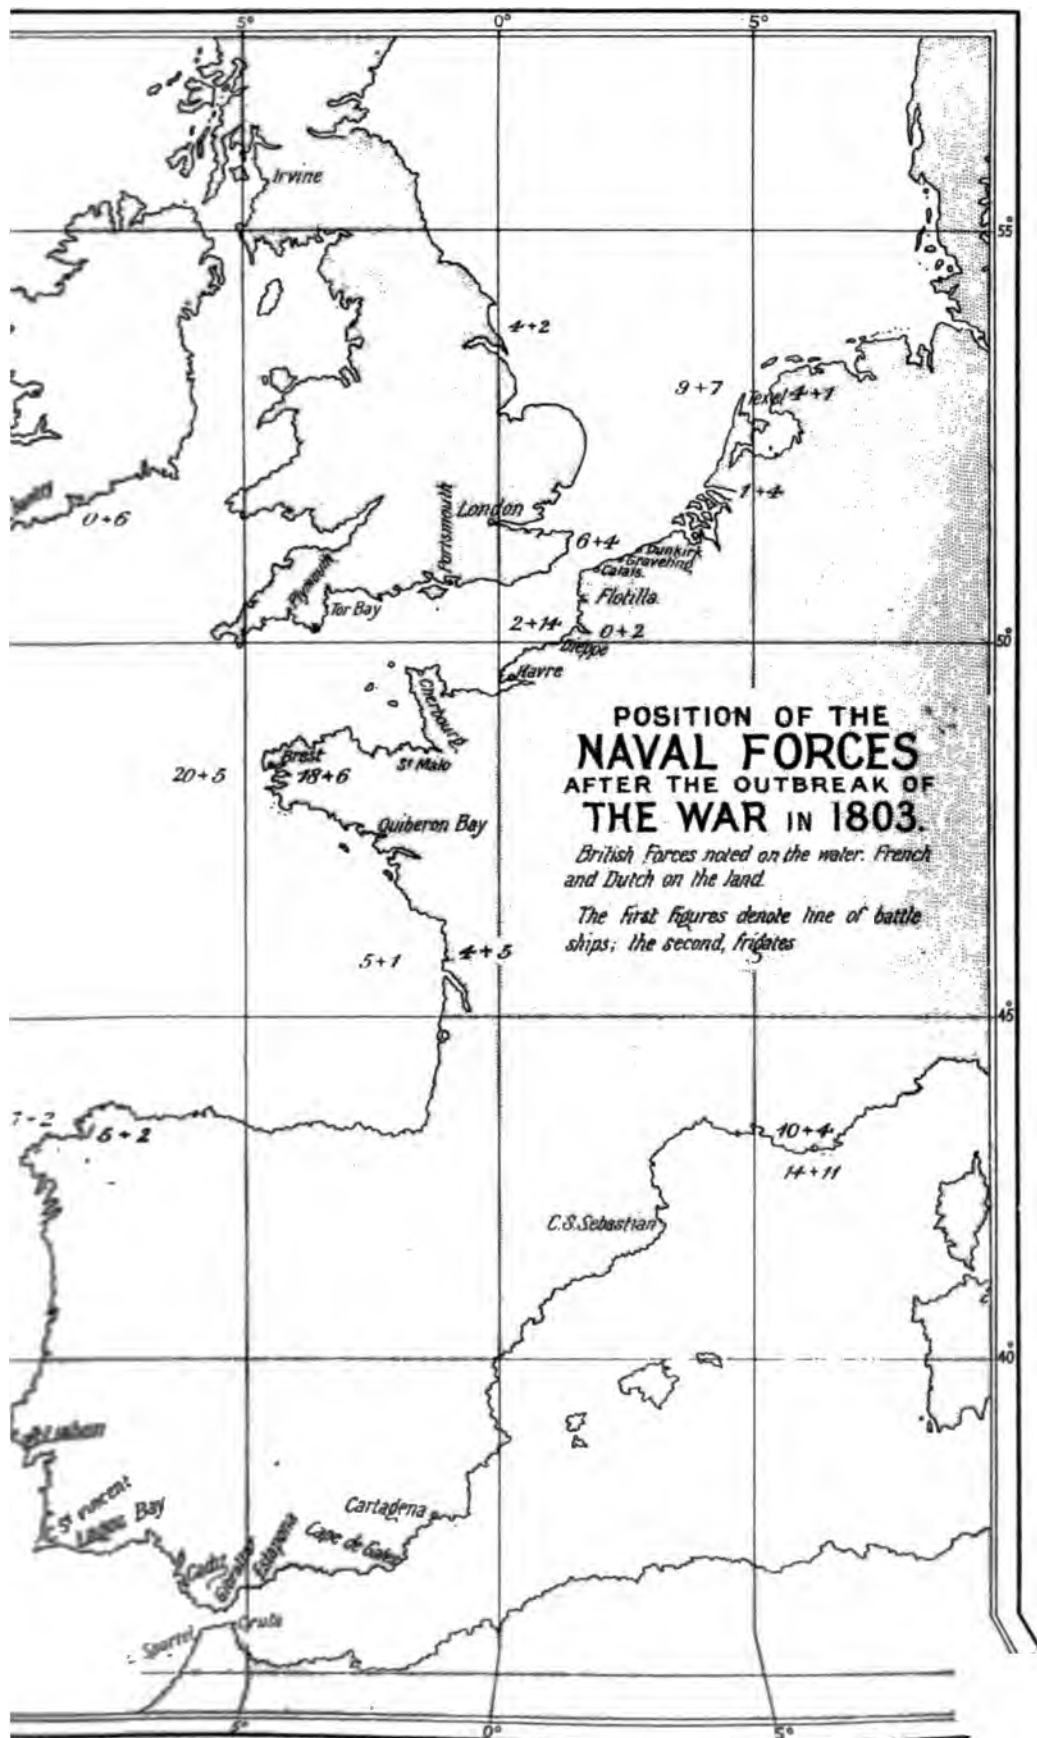 5° 0° 5°
Irvine
55°
4+2
9+7
Texel 4+1
1+4
0+6
London
Portsmouth
6+4
Dunkirk
Gravelind
Calais
Plymouth
Tor Bay
Flotilla
2+14
0+2
50°
Dieppe
Havre
Cherbourg
St Malo
Brest
20+5
18+6
Quiberon Bay
POSITION OF THE
NAVAL FORCES
AFTER THE OUTBREAK OF
THE WAR IN 1803.
British Forces noted on the water. French
and Dutch on the land.
The first figures denote line of battle
ships; the second, frigates
5+1
4+5
45°
5+2
10+4
14+11
C.S. Sebastian
40°
Lisbon
St Vincent
Lagos Bay
Cartagena
Cape de Gata
Cadiz
Gibraltar
Estapona
Spartel
Ceuta
5° 0° 5°